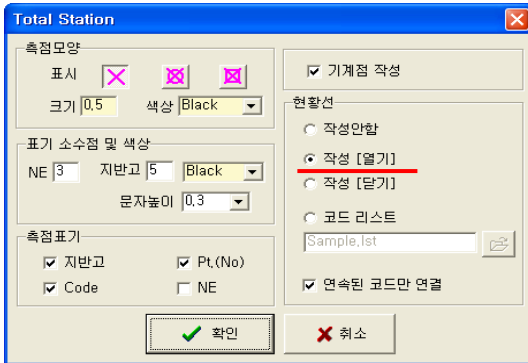 Total Station
측점모양
표시
크기 0.5 색상 Black
표기 소수점 및 색상
NE 3 지반고 5 Black
문자높이 0.3
측점표기
지반고 Pt.(No)
Code NE
기계점 작성
현황선
작성안함
작성 [열기]
작성 [닫기]
코드 리스트
Sample.lst
연속된 코드만 연결
확인 취소